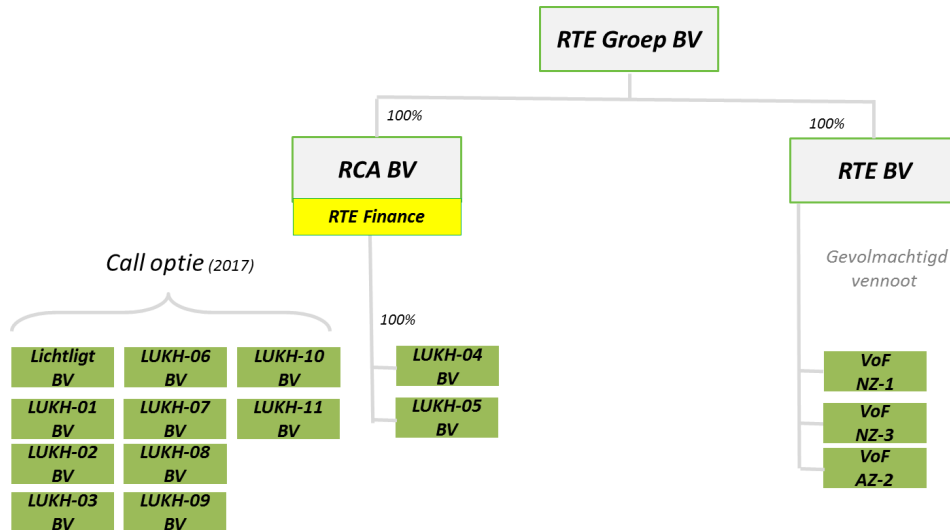 RTE Groep BV
100%
100%
RCA BV
RTE Finance
RTE BV
Call optie (2017)
Gevolmachtigd
vennoot
100%
Lichtligt
BV
LUKH-06
BV
LUKH-10
BV
LUKH-04
BV
VoF
NZ-1
LUKH-01
BV
LUKH-07
BV
LUKH-11
BV
LUKH-05
BV
VoF
NZ-3
LUKH-02
BV
LUKH-08
BV
VoF
AZ-2
LUKH-03
BV
LUKH-09
BV